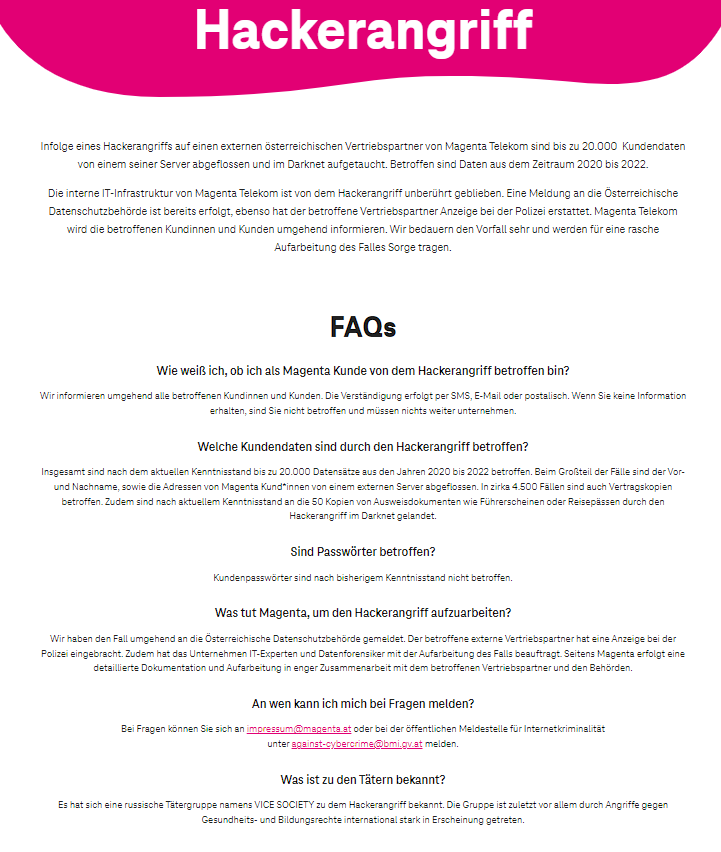 Hackerangriff
Infolge eines Hackerangriffs auf einen externen österreichischen Vertriebspartner von Magenta Telekom sind bis zu 20.000 Kundendaten
von einem seiner Server abgeflossen und im Darknet aufgetaucht. Betroffen sind Daten aus dem Zeitraum 2020 bis 2022.
Die interne IT-Infrastruktur von Magenta Telekom ist von dem Hackerangriff unberührt geblieben. Eine Meldung an die Österreichische
Datenschutzbehörde ist bereits erfolgt, ebenso hat der betroffene Vertriebspartner Anzeige bei der Polizei erstattet. Magenta Telekom
wird die betroffenen Kundinnen und Kunden umgehend informieren. Wir bedauern den Vorfall sehr und werden für eine rasche
Aufarbeitung des Falles Sorge tragen.
FAQs
Wie weiß ich, ob ich als Magenta Kunde von dem Hackerangriff betroffen bin?
Wir informieren umgehend alle betroffenen Kundinnen und Kunden. Die Verständigung erfolgt per SMS, E-Mail oder postalisch. Wenn Sie keine Information
erhalten, sind Sie nicht betroffen und müssen nichts weiter unternehmen.
Welche Kundendaten sind durch den Hackerangriff betroffen?
Insgesamt sind nach dem aktuellen Kenntnisstand bis zu 20.000 Datensätze aus den Jahren 2020 bis 2022 betroffen. Beim Großteil der Fälle sind der Vor-
und Nachname, sowie die Adressen von Magenta Kund*innen von einem externen Server abgeflossen. In zirka 4.500 Fällen sind auch Vertragskopien
betroffen. Zudem sind nach aktuellem Kenntnisstand an die 50 Kopien von Ausweisdokumenten wie Führerscheinen oder Reisepässen durch den
Hackerangriff im Darknet gelandet.
Sind Passwörter betroffen?
Kundenpasswörter sind nach bisherigem Kenntnisstand nicht betroffen.
Was tut Magenta, um den Hackerangriff aufzuarbeiten?
Wir haben den Fall umgehend an die Österreichische Datenschutzbehörde gemeldet. Der betroffene externe Vertriebspartner hat eine Anzeige bei der
Polizei eingebracht. Zudem hat das Unternehmen IT-Experten und Datenforensiker mit der Aufarbeitung des Falls beauftragt. Seitens Magenta erfolgt eine
detaillierte Dokumentation und Aufarbeitung in enger Zusammenarbeit mit dem betroffenen Vertriebspartner und den Behörden.
An wen kann ich mich bei Fragen melden?
Bei Fragen können Sie sich an impressum@magenta.at oder bei der öffentlichen Meldestelle für Internetkriminalität
unter against-cybercrime@bmi.gv.at melden.
Was ist zu den Tätern bekannt?
Es hat sich eine russische Tätergruppe namens VICE SOCIETY zu dem Hackerangriff bekannt. Die Gruppe ist zuletzt vor allem durch Angriffe gegen
Gesundheits- und Bildungsrechte international stark in Erscheinung getreten.